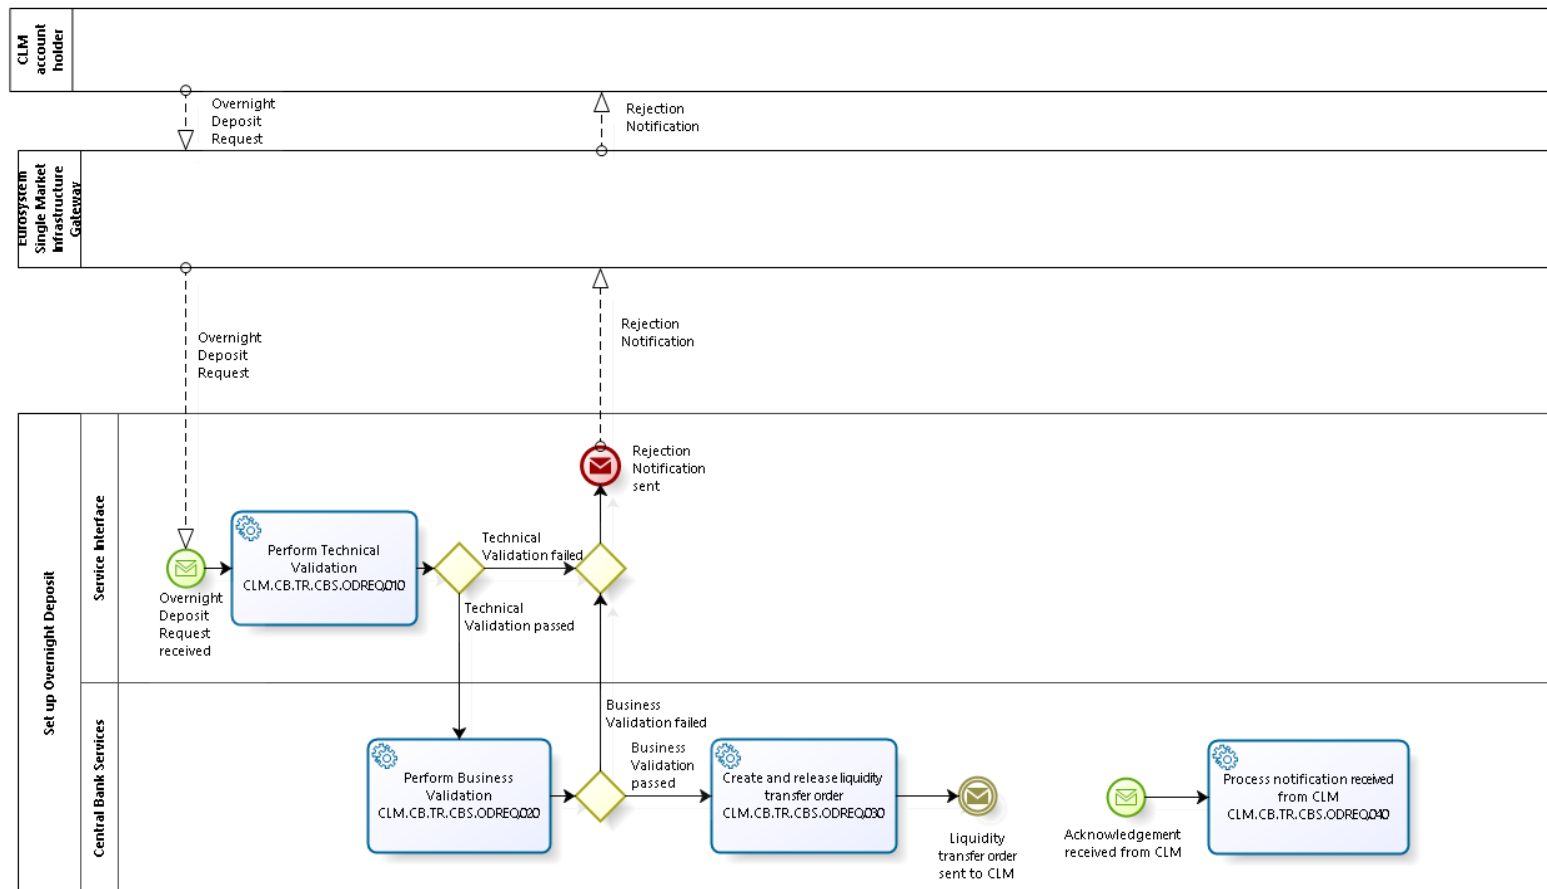 CLM
account
holder
Overnight
Deposit
Request
Rejection
Notification
Eurosystem
Single Market
Infrastructure
Gateway
Overnight
Deposit
Request
Rejection
Notification
Set up Overnight Deposit
Service Interface
Rejection
Notification
sent
Overnight
Deposit
Request
received
Perform Technical
Validation
CLM.CB.TR.CBS.ODREQ.010
Technical
Validation failed
Technical
Validation passed
Central Bank Services
Perform Business
Validation
CLM.CB.TR.CBS.ODREQ.020
Business
Validation failed
Business
Validation
passed
Create and release liquidity
transfer order
CLM.CB.TR.CBS.ODREQ.030
Liquidity
transfer order
sent to CLM
Acknowledgement
received from CLM
Process notification received
from CLM
CLM.CB.TR.CBS.ODREQ.040